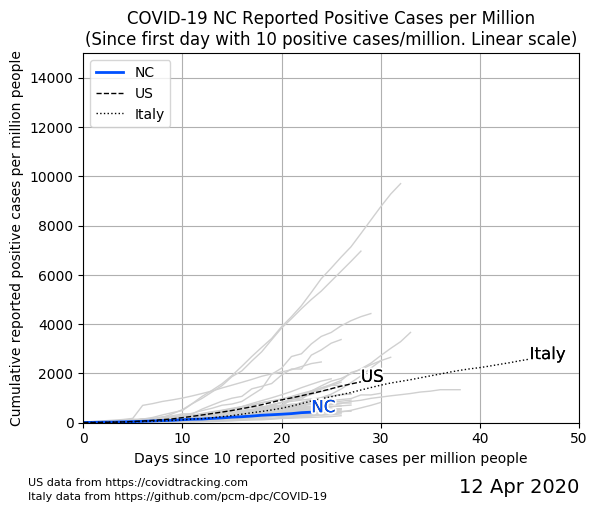 COVID-19 NC Reported Positive Cases per Million
(Since first day with 10 positive cases/million. Linear scale)
Cumulative reported positive cases per million people
14000
12000
10000
8000
6000
4000
2000
0
NC
US
Italy
Italy
US
NC
0 10 20 30 40 50
Days since 10 reported positive cases per million people
US data from https://covidtracking.com
Italy data from https://github.com/pcm-dpc/COVID-19
12 Apr 2020